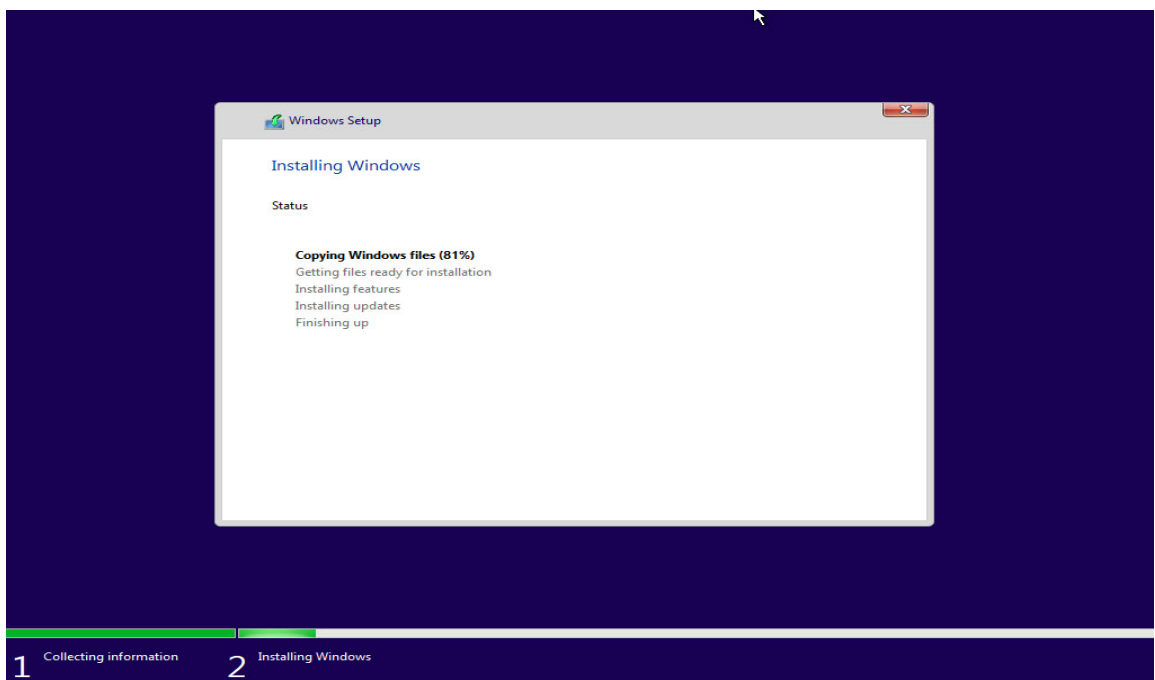 Windows Setup
Installing Windows
Status
Copying Windows files (81%)
Getting files ready for installation
Installing features
Installing updates
Finishing up
1 Collecting information
2 Installing Windows